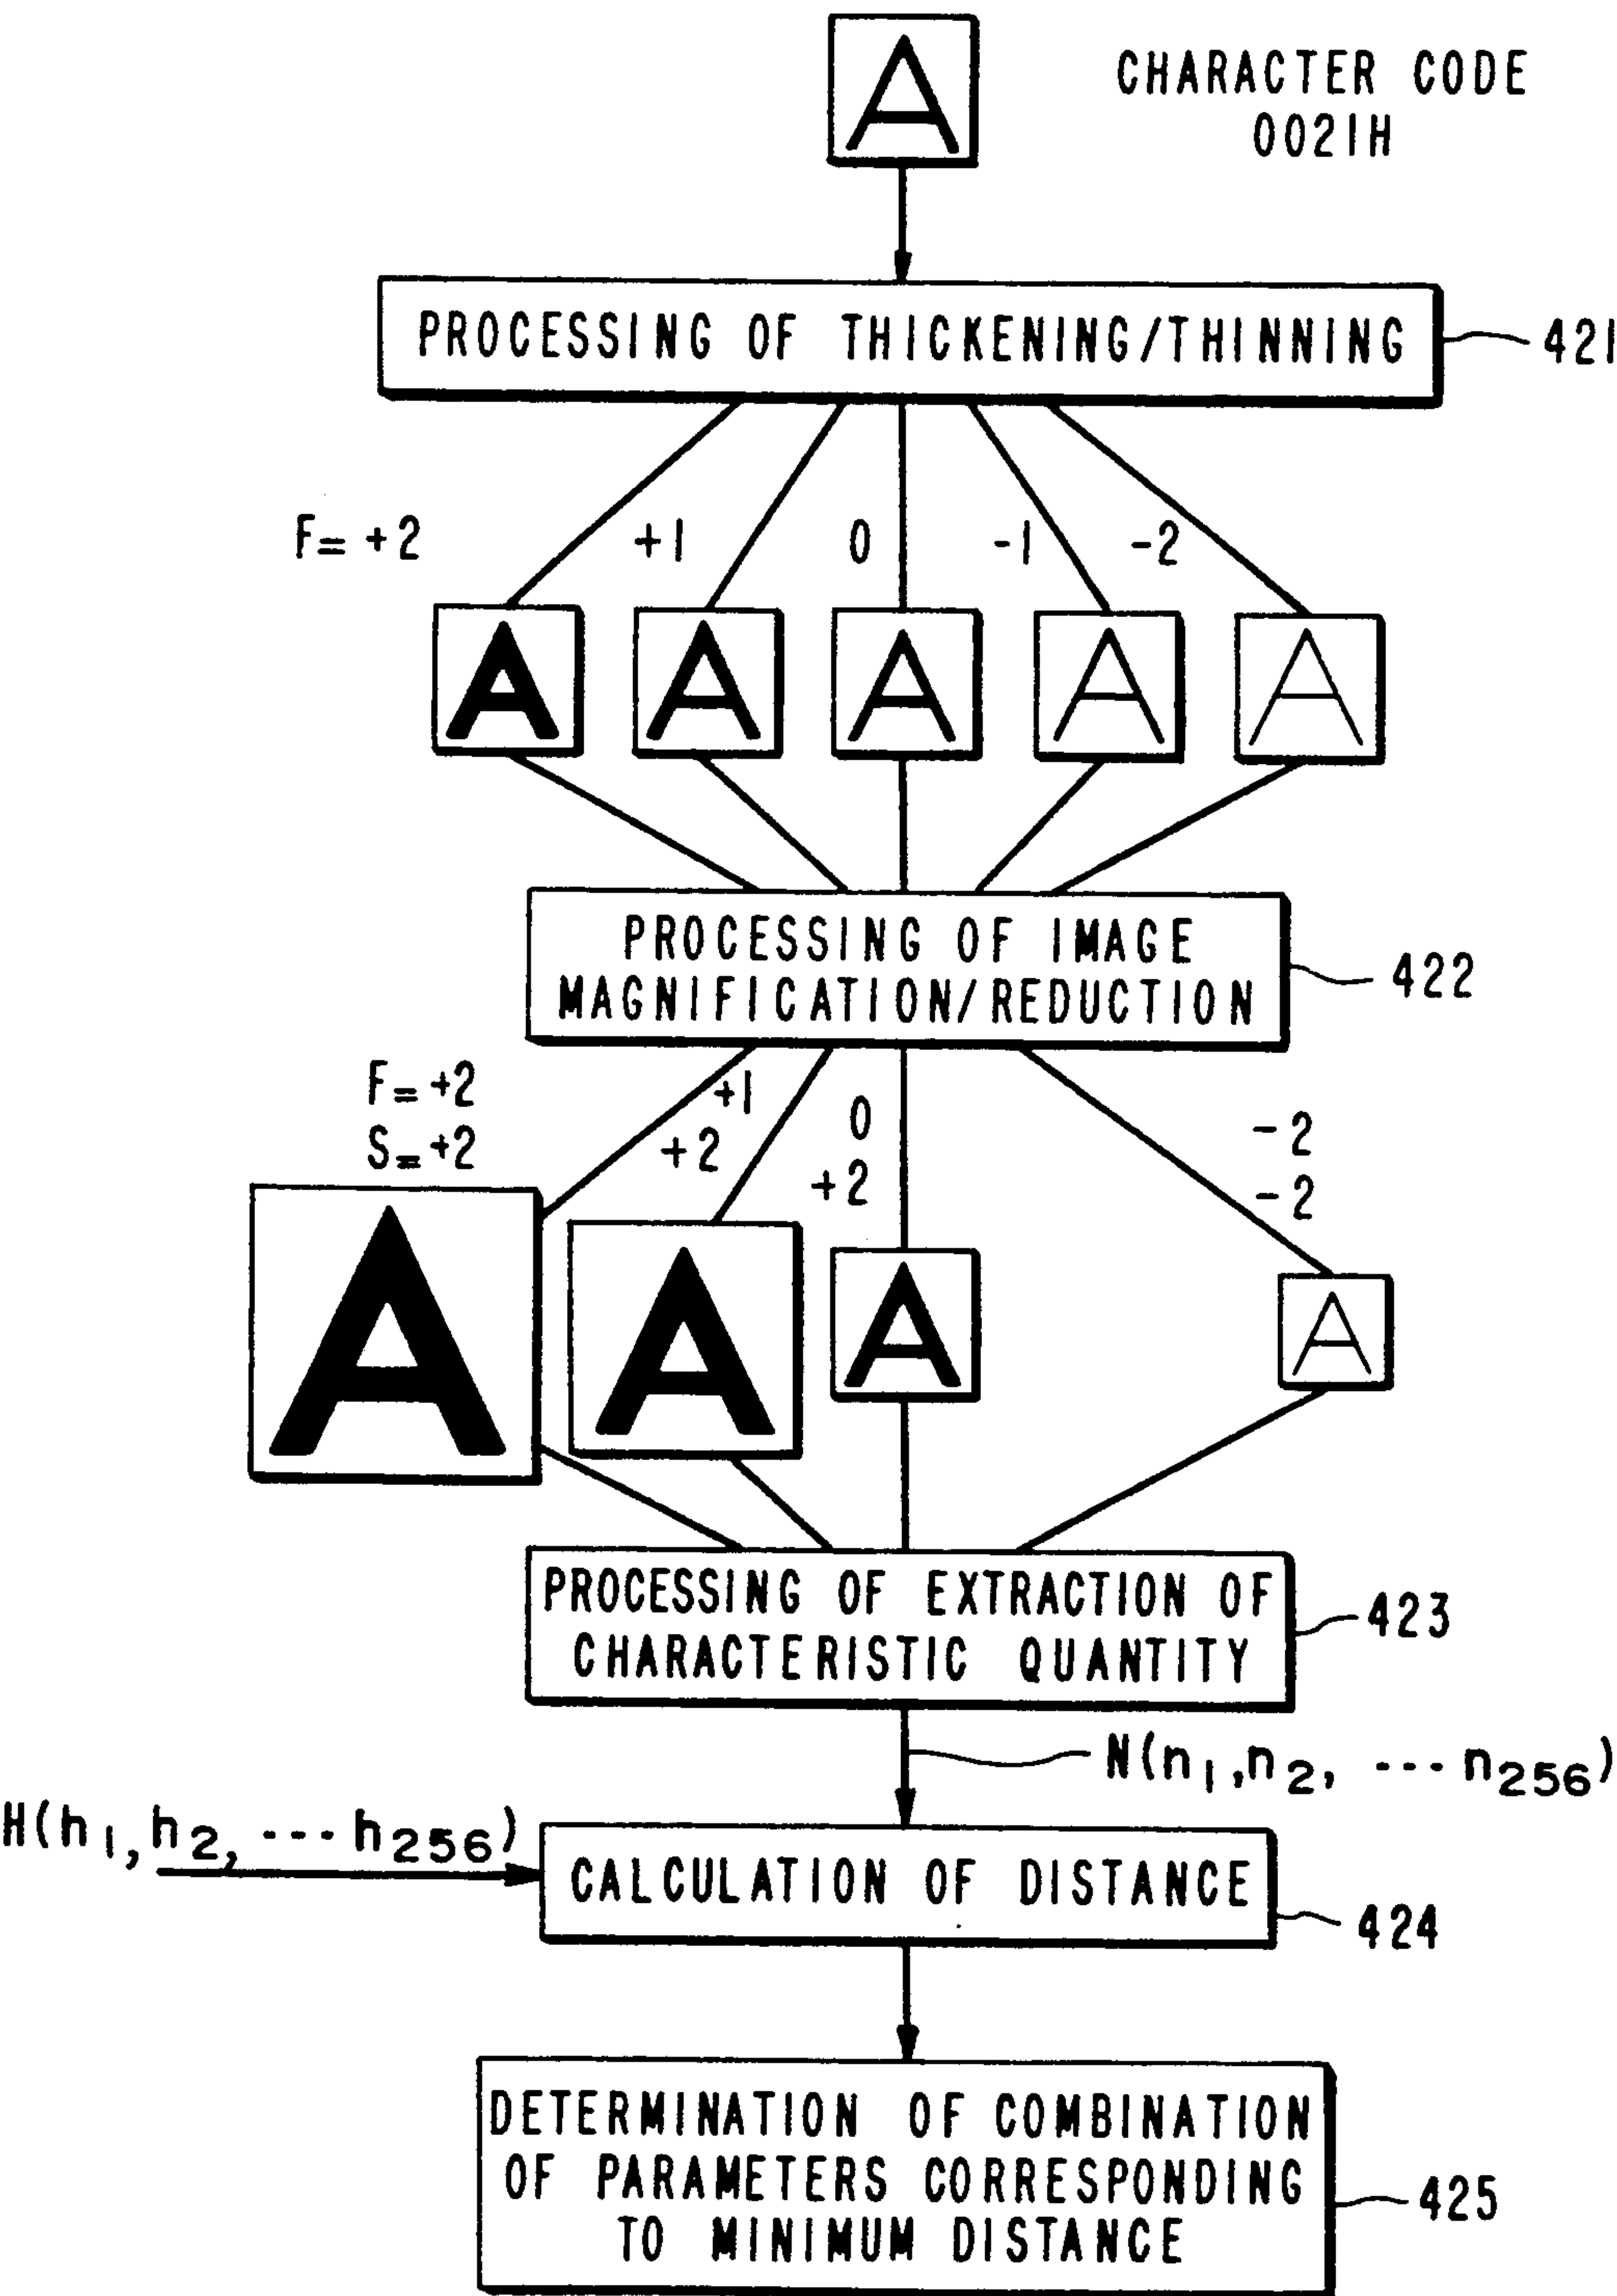 A
CHARACTER CODE
0021H
PROCESSING OF THICKENING/THINNING
421
F= +2
+1
0
-1
-2
A
A
A
A
A
PROCESSING OF IMAGE
MAGNIFICATION/REDUCTION
422
F=+2
S=+2
+1
+2
0
+2
-2
-2
A
A
A
A
PROCESSING OF EXTRACTION OF
CHARACTERISTIC QUANTITY
423
N(n1,n2, ---n256)
H(h1,h2, ---h256)
CALCULATION OF DISTANCE
424
DETERMINATION OF COMBINATION
OF PARAMETERS CORRESPONDING
TO MINIMUM DISTANCE
425